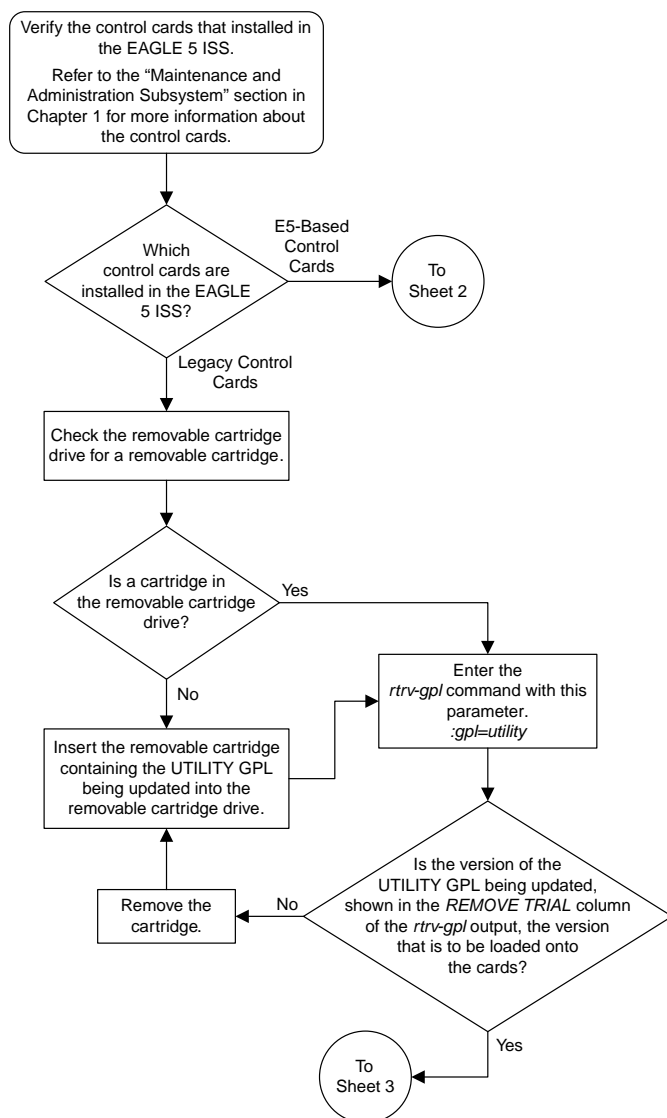 Verify the control cards that installed in
the EAGLE 5 ISS.
Refer to the “Maintenance and
Administration Subsystem” section in
Chapter 1 for more information about
the control cards.
Which
control cards are
installed in the EAGLE
5 ISS?
E5-Based
Control
Cards
To
Sheet 2
Legacy Control
Cards
Check the removable cartridge
drive for a removable cartridge.
Is a cartridge in
the removable cartridge
drive?
Yes
No
Enter the
rtrv-gpl command with this
parameter.
:gpl=utility
Insert the removable cartridge
containing the UTILITY GPL
being updated into the
removable cartridge drive.
Is the version of the
UTILITY GPL being updated,
shown in the REMOVE TRIAL column
of the rtrv-gpl output, the version
that is to be loaded onto
the cards?
No
Remove the
cartridge.
Yes
To
Sheet 3